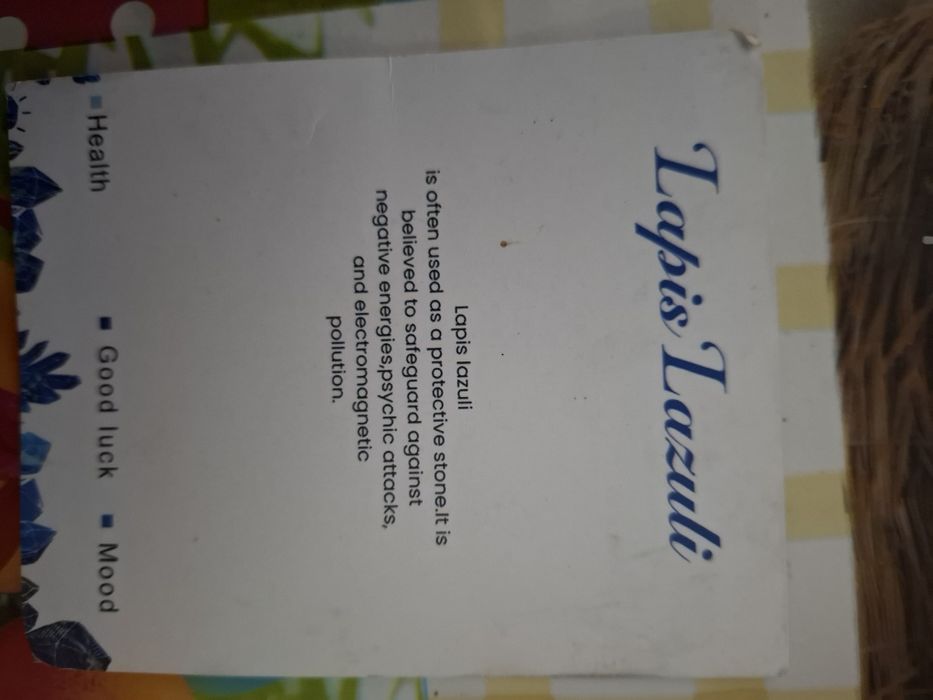 Lapis Lazuli
Lapis lazuli
is often used as a protective stone.It is
believed to safeguard against
negative energies,psychic attacks,
and electromagnetic
pollution.
Health
Good luck
Mood